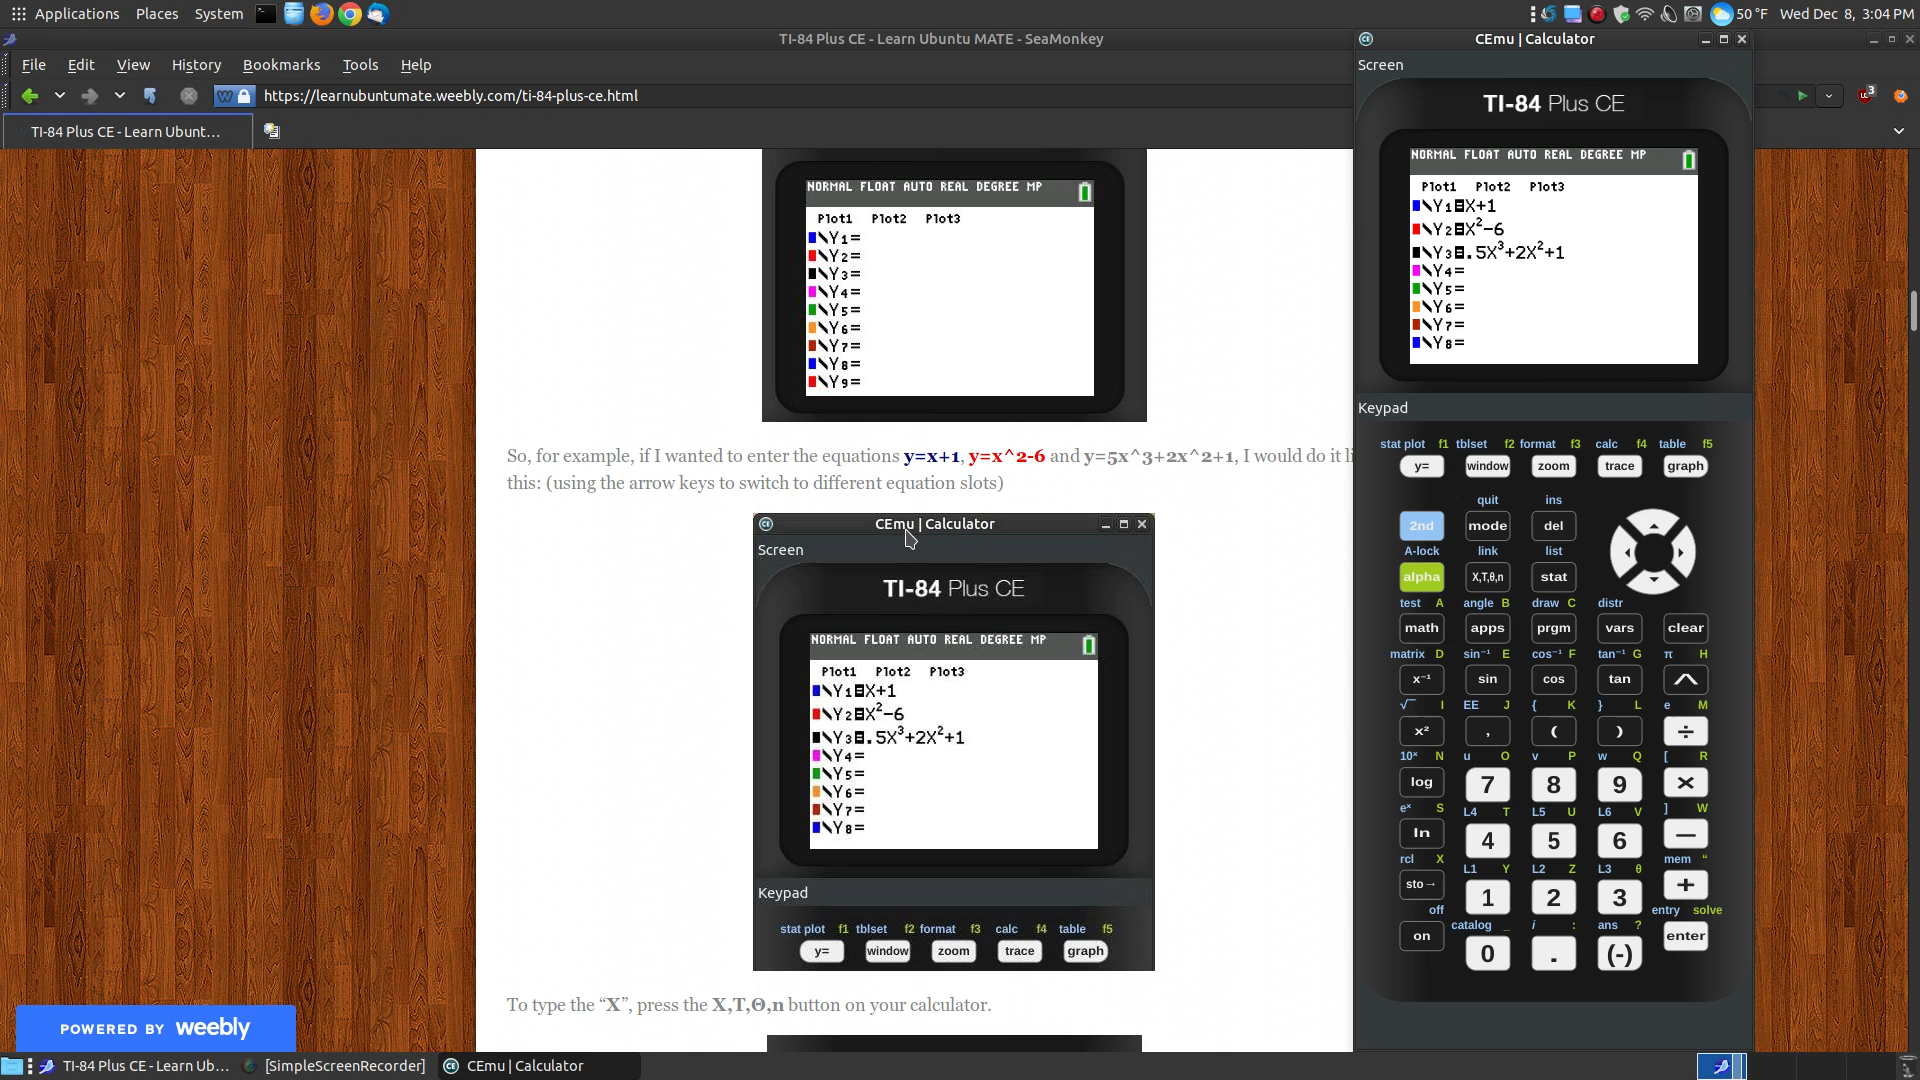 Applications Places System 50 °F Wed Dec 8, 3:04 PM
TI-84 Plus CE - Learn Ubuntu MATE - SeaMonkey
File Edit View History Bookmarks Tools Help
https://learnubuntumate.weebly.com/ti-84-plus-ce.html
3
TI-84 Plus CE - Learn Ubunt...
NORMAL FLOAT AUTO REAL DEGREE MP
Plot1 Plot2 Plot3
Y1=
Y2=
Y3=
Y4=
Y5=
Y6=
Y7=
Y8=
Y9=
So, for example, if I wanted to enter the equations y=x+1, y=x^2-6 and y=5x^3+2x^2+1, I would do it li
this: (using the arrow keys to switch to different equation slots)
CEmu | Calculator
Screen
TI-84 Plus CE
NORMAL FLOAT AUTO REAL DEGREE MP
Plot1 Plot2 Plot3
Y1=X+1
Y2=X²-6
Y3=.5X³+2X²+1
Y4=
Y5=
Y6=
Y7=
Y8=
Keypad
stat plot f1 tblset f2 format f3 calc f4 table f5
y= window zoom trace graph
To type the “X”, press the X,T,Θ,n button on your calculator.
POWERED BY weebly
CEmu | Calculator
Screen
TI-84 Plus CE
NORMAL FLOAT AUTO REAL DEGREE MP
Plot1 Plot2 Plot3
Y1=X+1
Y2=X²-6
Y3=.5X³+2X²+1
Y4=
Y5=
Y6=
Y7=
Y8=
Keypad
stat plot f1 tblset f2 format f3 calc f4 table f5
y= window zoom trace graph
quit ins
2nd mode del
A-lock link list
alpha X,T,θ,n stat
test A angle B draw C distr
math apps prgm vars clear
matrix D sin⁻¹ E cos⁻¹ F tan⁻¹ G π H
x⁻¹ sin cos tan ^
√ I EE J { K } L e M
x² , ( ) ÷
10ˣ N u O v P w Q [ R
log 7 8 9 ×
eˣ S L4 T L5 U L6 V ] W
ln 4 5 6 −
rcl X L1 Y L2 Z L3 θ mem “
sto→ 1 2 3 +
off catalog _ i : ans ? entry solve
on 0 . (-) enter
TI-84 Plus CE - Learn Ub... [SimpleScreenRecorder] CEmu | Calculator